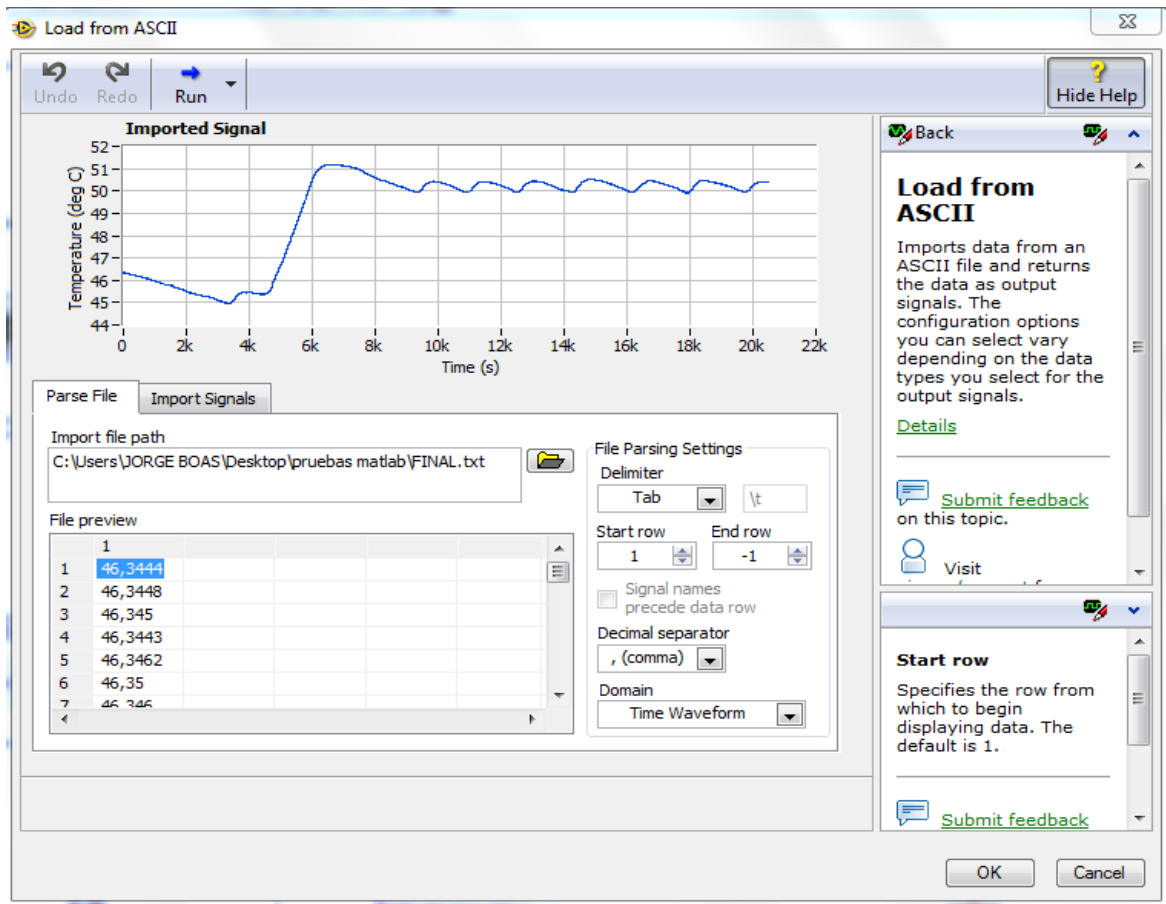 Load from ASCII
Undo Redo Run Hide Help
Imported Signal
52
51
50
49
48
47
46
45
44
Temperature (deg C)
0 2k 4k 6k 8k 10k 12k 14k 16k 18k 20k 22k
Time (s)
Parse File Import Signals
Import file path
C:\Users\JORGE BOAS\Desktop\pruebas matlab\FINAL.txt
File preview
1
1 46,3444
2 46,3448
3 46,345
4 46,3443
5 46,3462
6 46,35
7 46,346
File Parsing Settings
Delimiter
Tab \t
Start row End row
1 -1
Signal names
precede data row
Decimal separator
, (comma)
Domain
Time Waveform
Back
Load from
ASCII
Imports data from an
ASCII file and returns
the data as output
signals. The
configuration options
you can select vary
depending on the data
types you select for the
output signals.
Details
Submit feedback
on this topic.
Visit
Start row
Specifies the row from
which to begin
displaying data. The
default is 1.
Submit feedback
OK Cancel